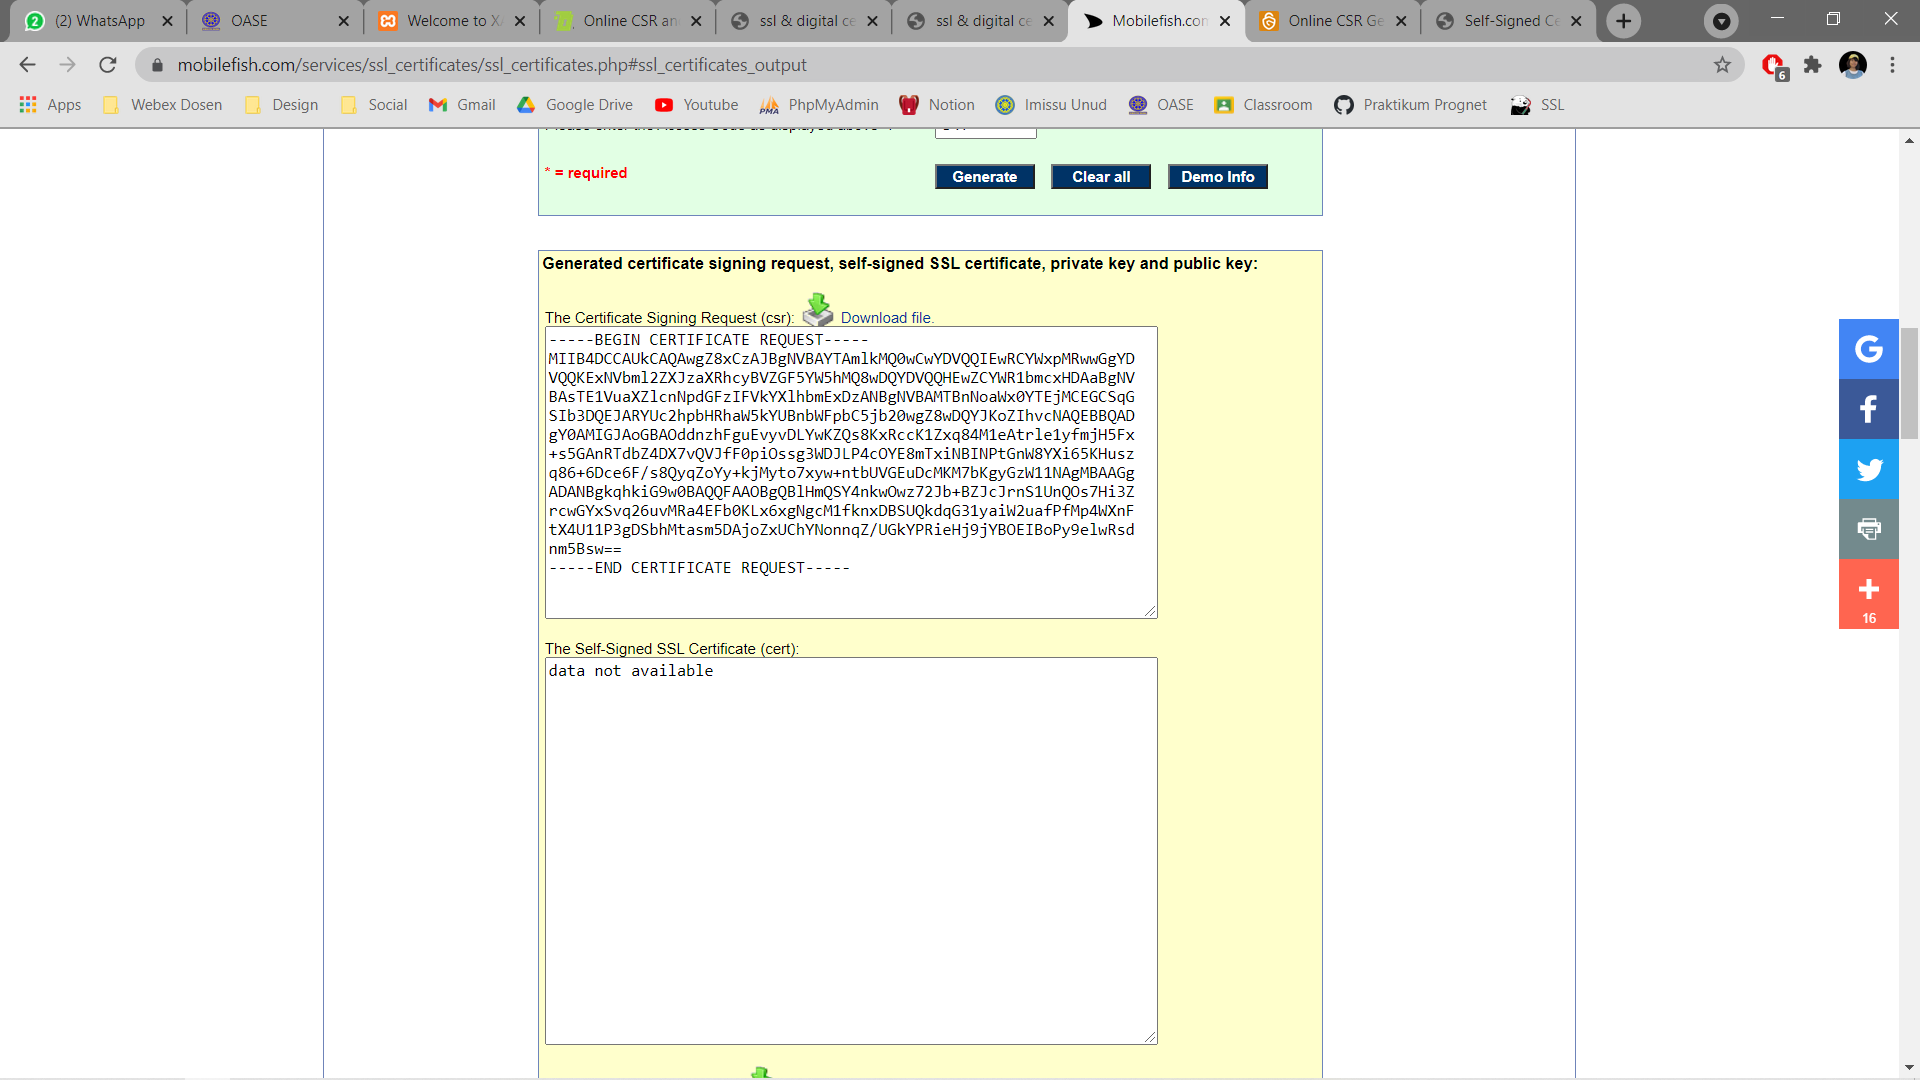 (2) WhatsApp
OASE
Welcome to XA
Online CSR an
ssl & digital ce
ssl & digital ce
Mobilefish.con
Online CSR Ge
Self-Signed Ce
mobilefish.com/services/ssl_certificates/ssl_certificates.php#ssl_certificates_output
6
Apps
Webex Dosen
Design
Social
Gmail
Google Drive
Youtube
PMA
PhpMyAdmin
Notion
Imissu Unud
OASE
Classroom
Praktikum Prognet
SSL
* = required
Generate
Clear all
Demo Info
Generated certificate signing request, self-signed SSL certificate, private key and public key:
The Certificate Signing Request (csr):
Download file.
-----BEGIN CERTIFICATE REQUEST-----
MIIB4DCCAUkCAQAwgZ8xCzAJBgNVBAYTAmlkMQ0wCwYDVQQIEwRCYWxpMRwwGgYD
VQQKExNVbml2ZXJzaXRhcyBVZGF5YW5hMQ8wDQYDVQQHEwZCYWR1bmcxHDAaBgNV
BAsTE1VuaXZlcnNpdGFzIFVkYXlhbmExDzANBgNVBAMTBnNoaWx0YTEjMCEGCSqG
SIb3DQEJARYUc2hpbHRhaW5kYUBnbWFpbC5jb20wgZ8wDQYJKoZIhvcNAQEBBQAD
gY0AMIGJAoGBAOddnzhFguEvyvDLYwKZQs8KxRccK1Zxq84M1eAtrle1yfmjH5Fx
+s5GAnRTdbZ4DX7vQVJfF0piOssg3WDJLP4cOYE8mTxiNBINPtGnW8YXi65KHusz
q86+6Dce6F/s8QyqZoYy+kjMyto7xyw+ntbUVGEuDcMKM7bKgyGzW11NAgMBAAGg
ADANBgkqhkiG9w0BAQQFAAOBgQBlHmQSY4nkwOwz72Jb+BZJcJrnS1UnQOs7Hi3Z
rcwGYxSvq26uvMRa4EFb0KLx6xgNgcM1fknxDBSUQkdqG31yaiW2uafPfMp4WXnF
tX4U11P3gDSbhMtasm5DAjoZxUChYNonnqZ/UGkYPRieHj9jYBOEIBoPy9elwRsd
nm5Bsw==
-----END CERTIFICATE REQUEST-----
The Self-Signed SSL Certificate (cert):
data not available
16